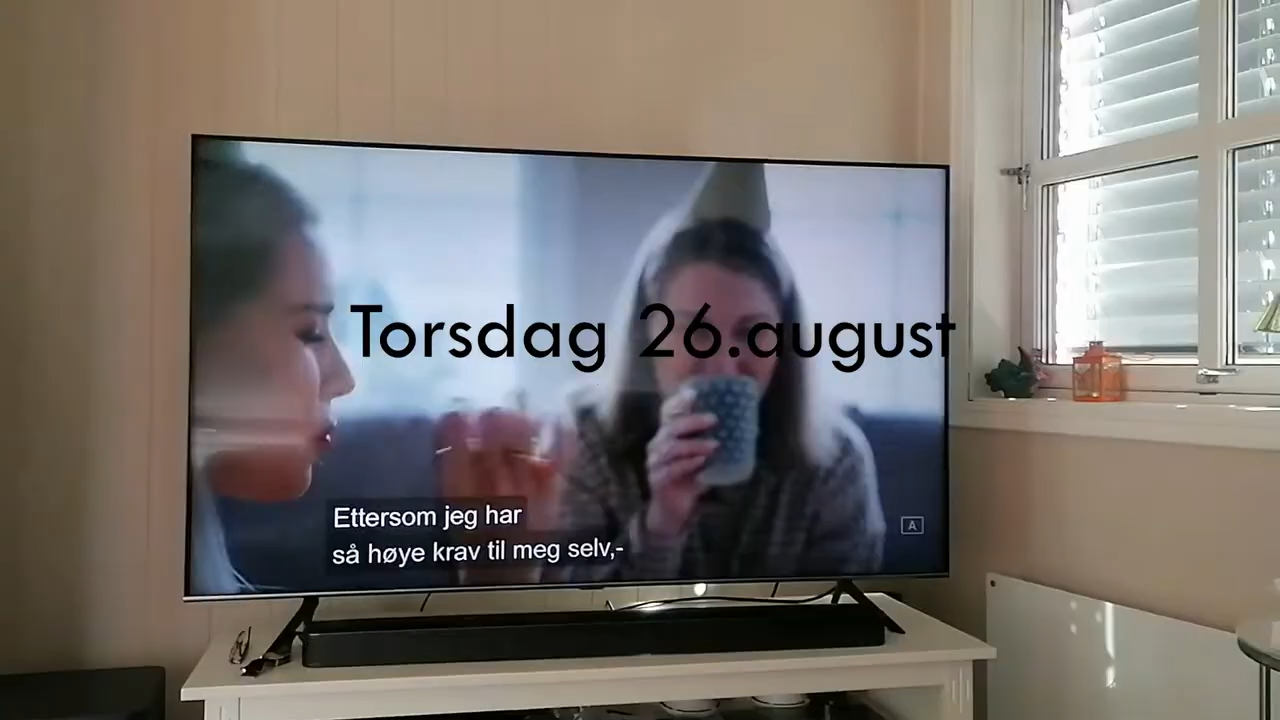 Torsdag 26.august
Ettersom jeg har
så høye krav til meg selv,-
A